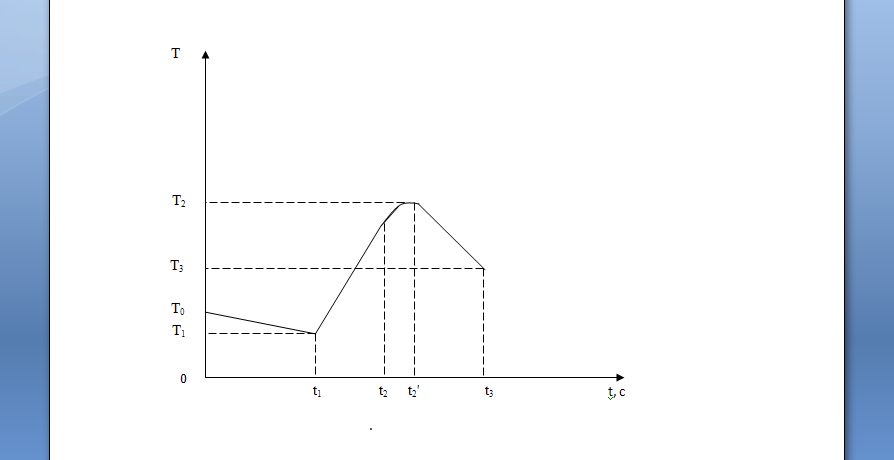 T
T₂
T₃
T₀
T₁
0
t₁ t₂ t₂' t₃ t, c